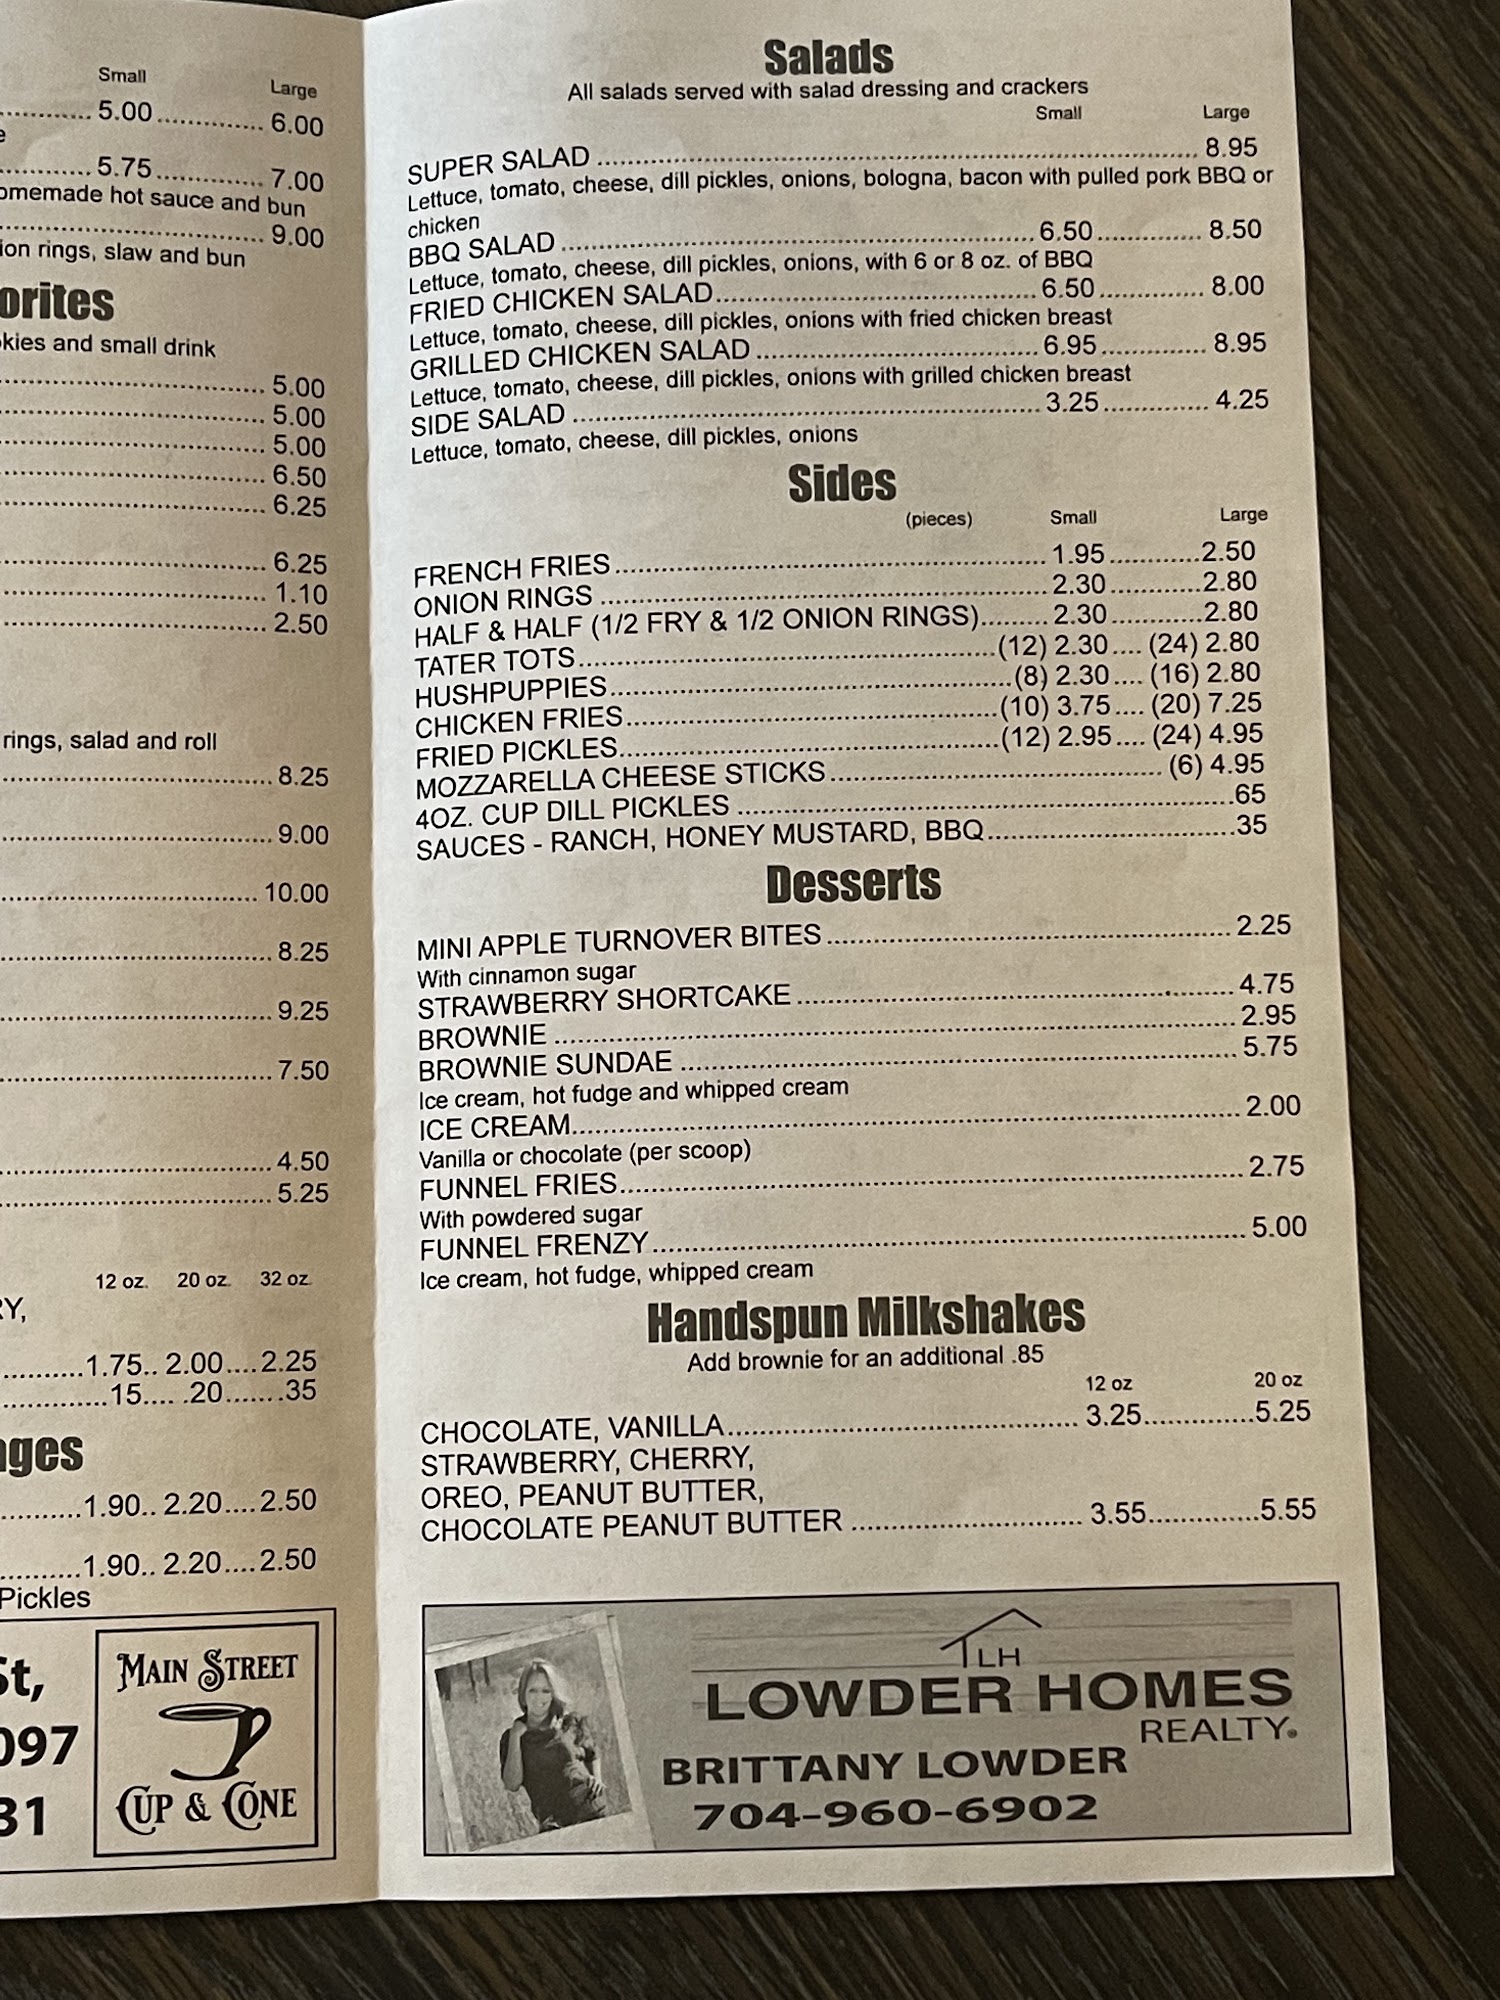 Small Large
5.00 6.00
e
5.75 7.00
omemade hot sauce and bun
9.00
ion rings, slaw and bun
orites
kies and small drink
5.00
5.00
5.00
6.50
6.25
6.25
1.10
2.50
rings, salad and roll
8.25
9.00
10.00
8.25
9.25
7.50
4.50
5.25
12 oz. 20 oz. 32 oz.
RY,
1.75.. 2.00....2.25
15.... .20.......35
ages
1.90.. 2.20....2.50
1.90.. 2.20....2.50
Pickles
St,
097
31
MAIN STREET
CUP & CONE
Salads
All salads served with salad dressing and crackers
Small Large
SUPER SALAD 8.95
Lettuce, tomato, cheese, dill pickles, onions, bologna, bacon with pulled pork BBQ or
chicken
BBQ SALAD 6.50 8.50
Lettuce, tomato, cheese, dill pickles, onions, with 6 or 8 oz. of BBQ
FRIED CHICKEN SALAD 6.50 8.00
Lettuce, tomato, cheese, dill pickles, onions with fried chicken breast
GRILLED CHICKEN SALAD 6.95 8.95
Lettuce, tomato, cheese, dill pickles, onions with grilled chicken breast
SIDE SALAD 3.25 4.25
Lettuce, tomato, cheese, dill pickles, onions
Sides
(pieces) Small Large
FRENCH FRIES 1.95 2.50
ONION RINGS 2.30 2.80
HALF & HALF (1/2 FRY & 1/2 ONION RINGS) 2.30 2.80
TATER TOTS (12) 2.30 (24) 2.80
HUSHPUPPIES (8) 2.30 (16) 2.80
CHICKEN FRIES (10) 3.75 (20) 7.25
FRIED PICKLES (12) 2.95 (24) 4.95
MOZZARELLA CHEESE STICKS (6) 4.95
4OZ. CUP DILL PICKLES .65
SAUCES - RANCH, HONEY MUSTARD, BBQ .35
Desserts
MINI APPLE TURNOVER BITES 2.25
With cinnamon sugar
STRAWBERRY SHORTCAKE 4.75
BROWNIE 2.95
BROWNIE SUNDAE 5.75
Ice cream, hot fudge and whipped cream
ICE CREAM 2.00
Vanilla or chocolate (per scoop)
FUNNEL FRIES 2.75
With powdered sugar
FUNNEL FRENZY 5.00
Ice cream, hot fudge, whipped cream
Handspun Milkshakes
Add brownie for an additional .85
12 oz 20 oz
CHOCOLATE, VANILLA 3.25 5.25
STRAWBERRY, CHERRY,
OREO, PEANUT BUTTER,
CHOCOLATE PEANUT BUTTER 3.55 5.55
LH
LOWDER HOMES
REALTY®
BRITTANY LOWDER
704-960-6902